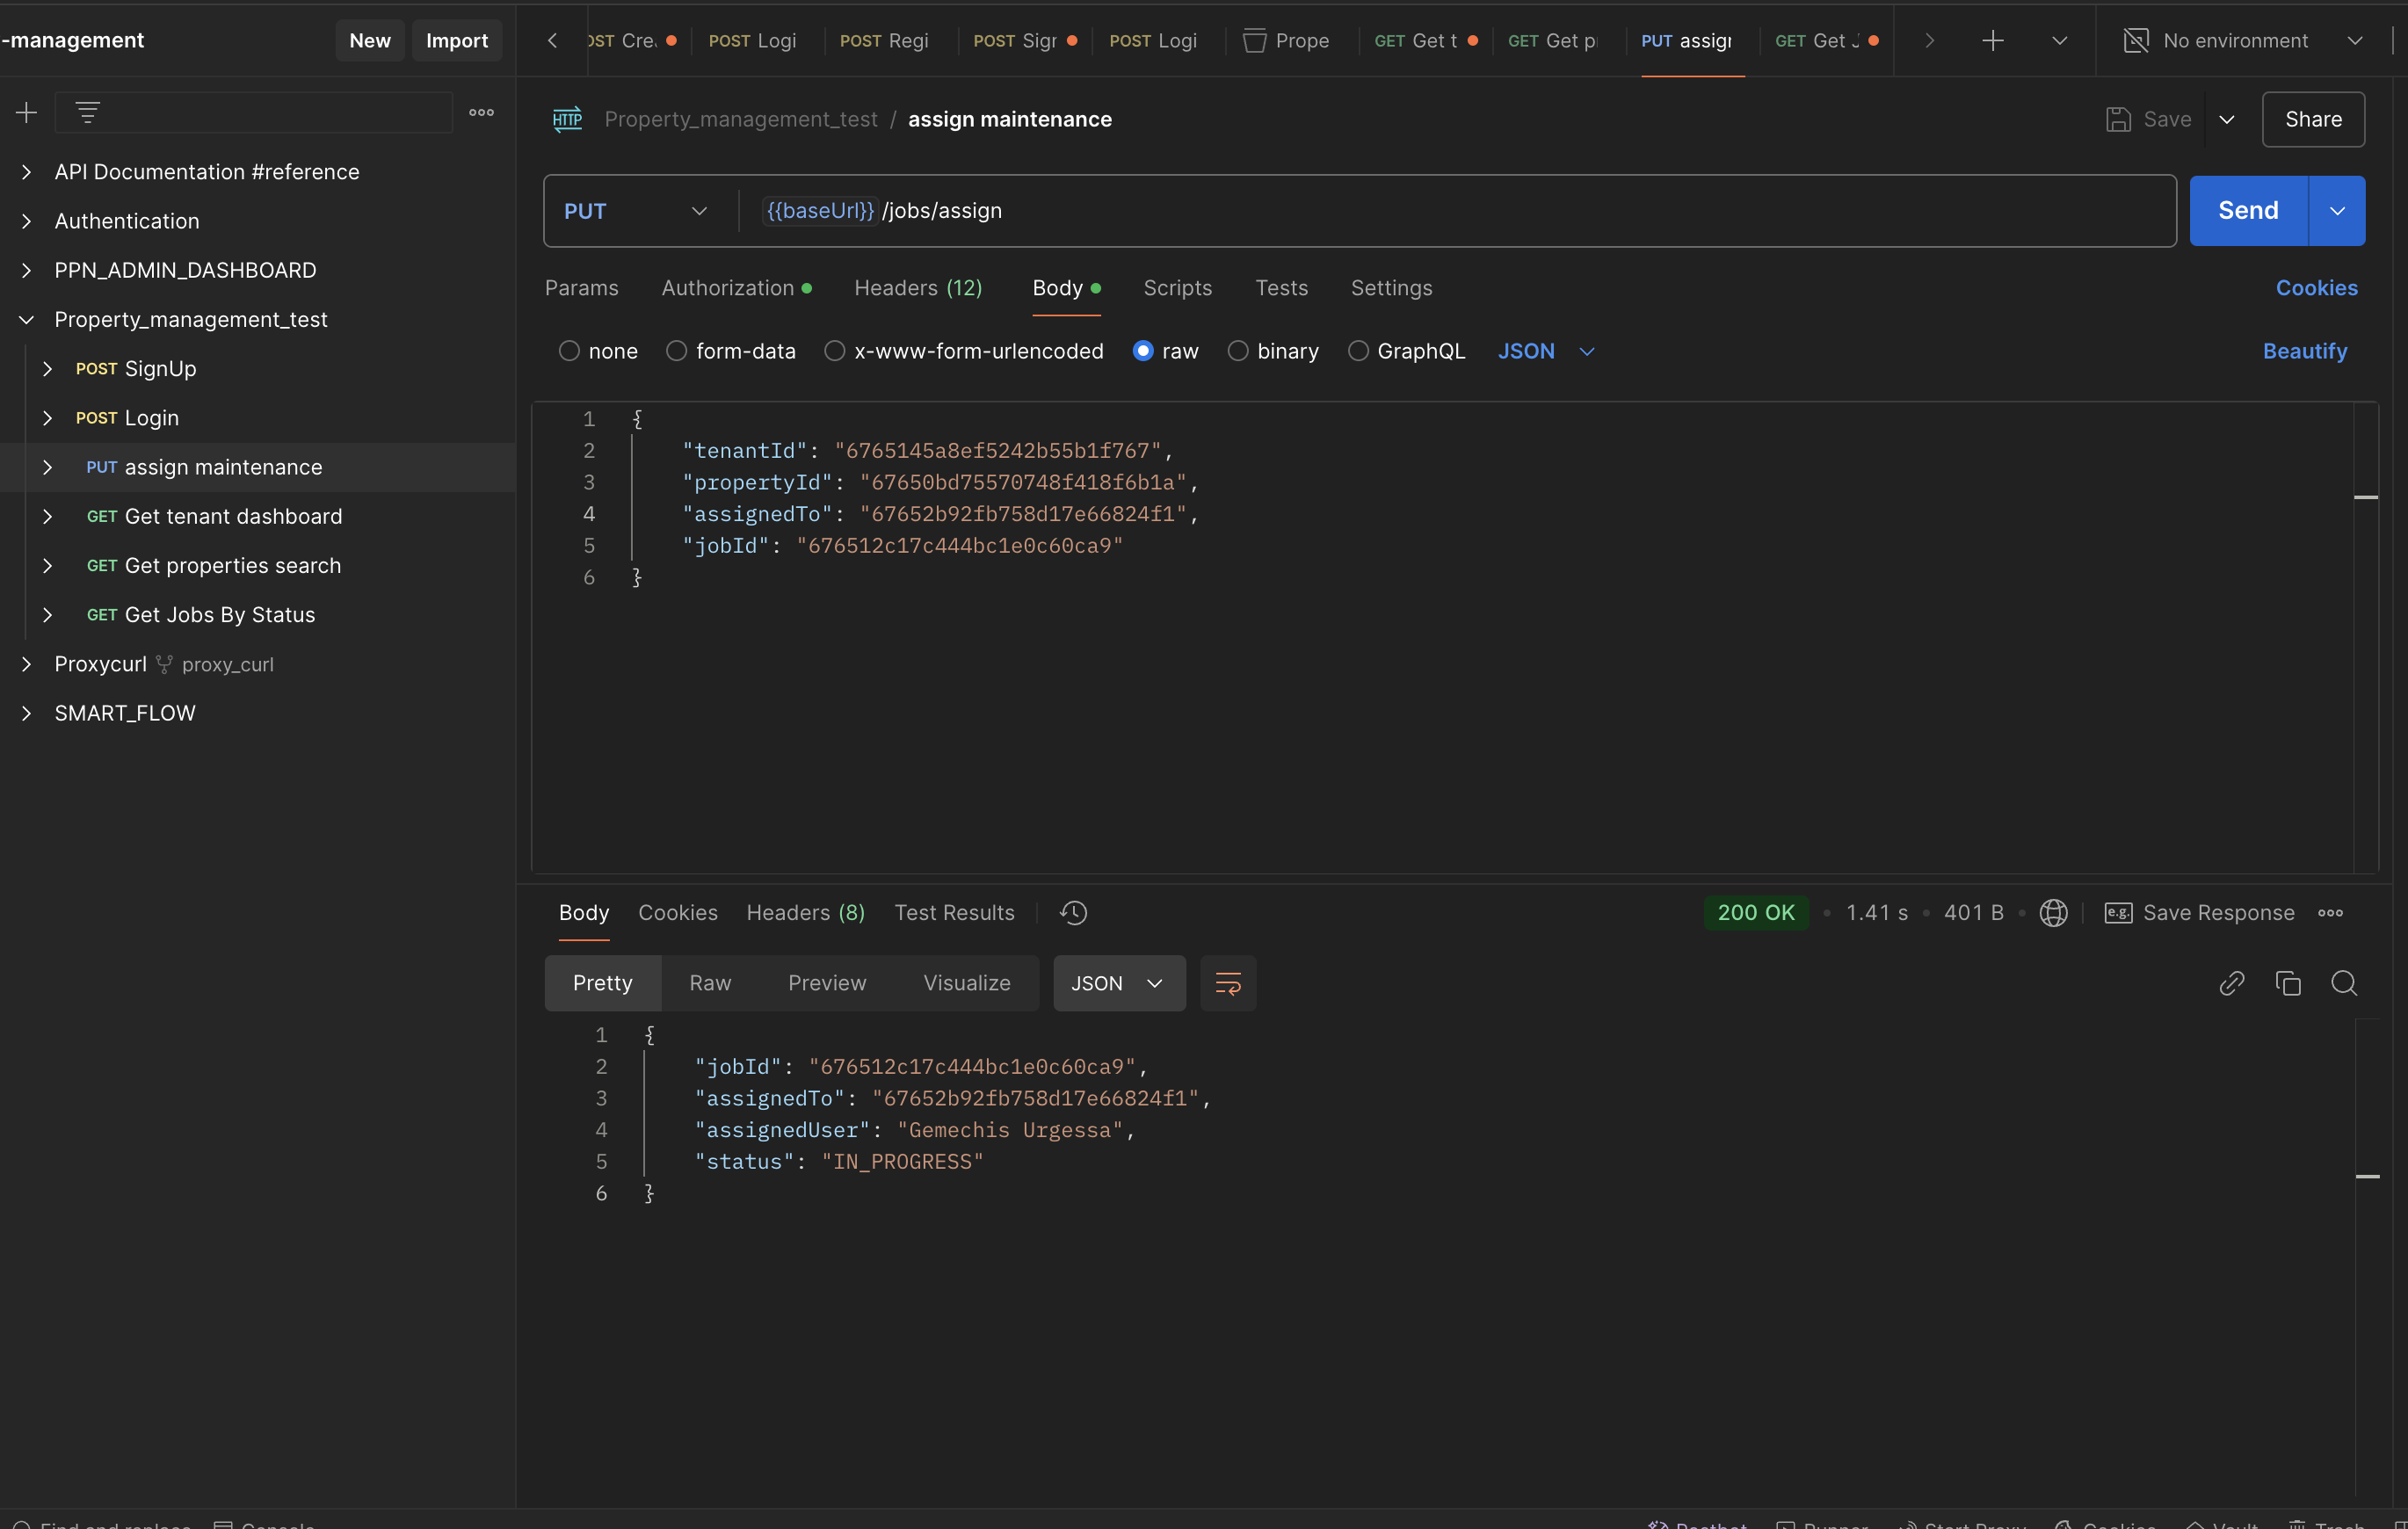 -management
New
Import
POST Logi
POST Regi
POST Sigr
POST Logi
Prope
GET Get t
GET Get p
PUT assigr
GET Get J
No environment
API Documentation #reference
Authentication
PPN_ADMIN_DASHBOARD
Property_management_test
POST SignUp
POST Login
PUT assign maintenance
GET Get tenant dashboard
GET Get properties search
GET Get Jobs By Status
Proxycurl proxy_curl
SMART_FLOW
HTTP Property_management_test / assign maintenance
Save
Share
PUT {{baseUrl}} /jobs/assign
Send
Params Authorization Headers (12) Body Scripts Tests Settings Cookies
none form-data x-www-form-urlencoded raw binary GraphQL JSON Beautify
1 {
2 "tenantId": "6765145a8ef5242b55b1f767",
3 "propertyId": "67650bd75570748f418f6b1a",
4 "assignedTo": "67652b92fb758d17e66824f1",
5 "jobId": "676512c17c444bc1e0c60ca9"
6 }
Body Cookies Headers (8) Test Results
200 OK • 1.41 s • 401 B • e.g. Save Response
Pretty Raw Preview Visualize JSON
1 {
2 "jobId": "676512c17c444bc1e0c60ca9",
3 "assignedTo": "67652b92fb758d17e66824f1",
4 "assignedUser": "Gemechis Urgessa",
5 "status": "IN_PROGRESS"
6 }
Find and replace Console Postbot Runner Start Proxy Cookies Vault Trash